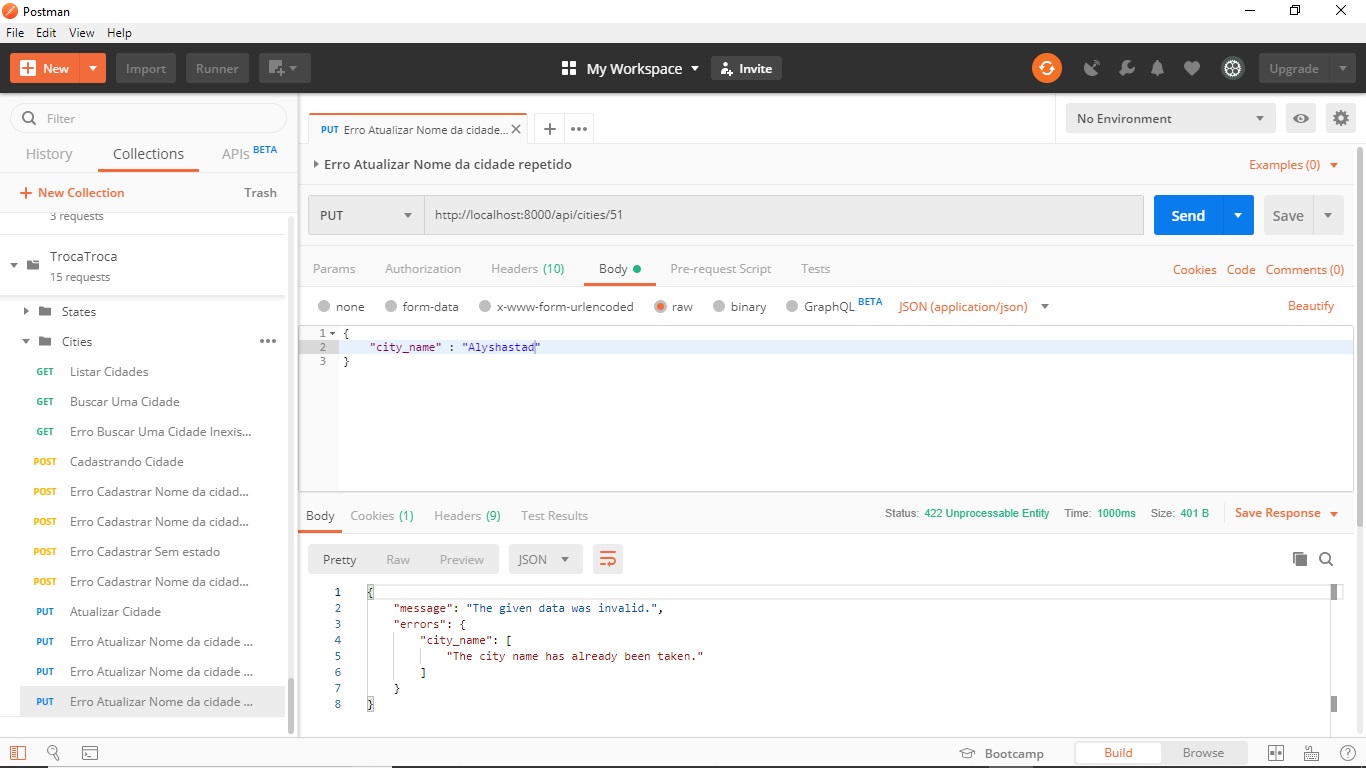 Postman
File Edit View Help
New
Import
Runner
My Workspace
Invite
Upgrade
Filter
History Collections APIs BETA
New Collection Trash
3 requests
TrocaTroca
15 requests
States
Cities
GET Listar Cidades
GET Buscar Uma Cidade
GET Erro Buscar Uma Cidade Inexis...
POST Cadastrando Cidade
POST Erro Cadastrar Nome da cidad...
POST Erro Cadastrar Nome da cidad...
POST Erro Cadastrar Sem estado
POST Erro Cadastrar Nome da cidad...
PUT Atualizar Cidade
PUT Erro Atualizar Nome da cidade ...
PUT Erro Atualizar Nome da cidade ...
PUT Erro Atualizar Nome da cidade ...
PUT Erro Atualizar Nome da cidade...
No Environment
Erro Atualizar Nome da cidade repetido
Examples (0)
PUT http://localhost:8000/api/cities/51 Send Save
Params Authorization Headers (10) Body Pre-request Script Tests Cookies Code Comments (0)
none form-data x-www-form-urlencoded raw binary GraphQL BETA JSON (application/json) Beautify
1 {
2 "city_name" : "Alyshastad"
3 }
Body Cookies (1) Headers (9) Test Results Status: 422 Unprocessable Entity Time: 1000ms Size: 401 B Save Response
Pretty Raw Preview JSON
1 {
2 "message": "The given data was invalid.",
3 "errors": {
4 "city_name": [
5 "The city name has already been taken."
6 ]
7 }
8 }
Bootcamp Build Browse